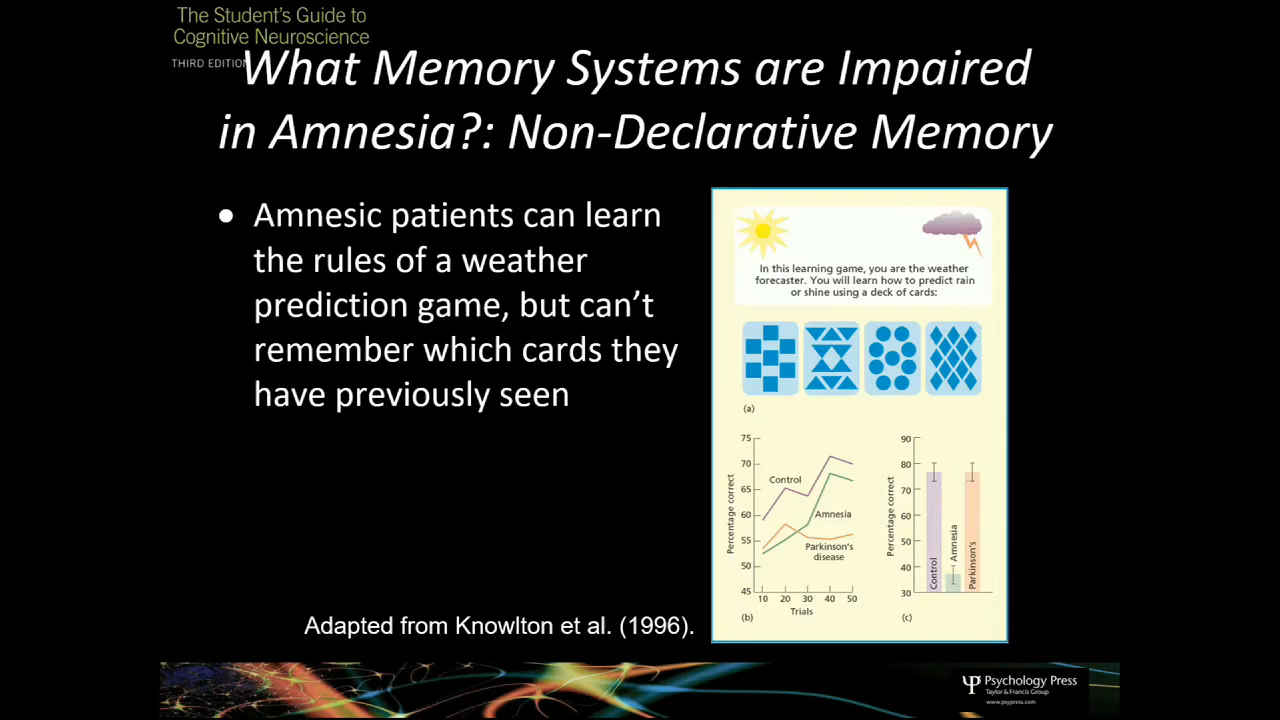 The Student's Guide to
Cognitive Neuroscience
THIRD EDITION
What Memory Systems are Impaired
in Amnesia?: Non-Declarative Memory
• Amnesic patients can learn
the rules of a weather
prediction game, but can't
remember which cards they
have previously seen
In this learning game, you are the weather
forecaster. You will learn how to predict rain
or shine using a deck of cards:
(a)
75
70
65
60
55
50
45
Percentage correct
Control
Amnesia
Parkinson's
disease
10 20 30 40 50
Trials
(b)
90
80
70
60
50
40
30
Percentage correct
Control
Amnesia
Parkinson's
(c)
Adapted from Knowlton et al. (1996).
Psychology Press
Taylor & Francis Group
www.psypress.com